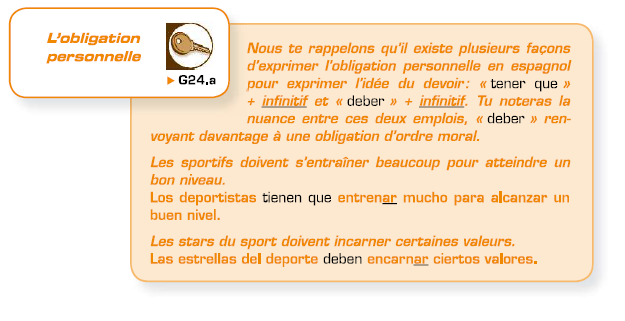 L'obligation
personnelle
▶ G24.a
Nous te rappelons qu'il existe plusieurs façons
d'exprimer l'obligation personnelle en espagnol
pour exprimer l'idée du devoir : « tener que »
+ infinitif et « deber » + infinitif. Tu noteras la
nuance entre ces deux emplois, « deber » ren-
voyant davantage à une obligation d'ordre moral.
Les sportifs doivent s'entraîner beaucoup pour atteindre un
bon niveau.
Los deportistas tienen que entrenar mucho para alcanzar un
buen nivel.
Les stars du sport doivent incarner certaines valeurs.
Las estrellas del deporte deben encarnar ciertos valores.